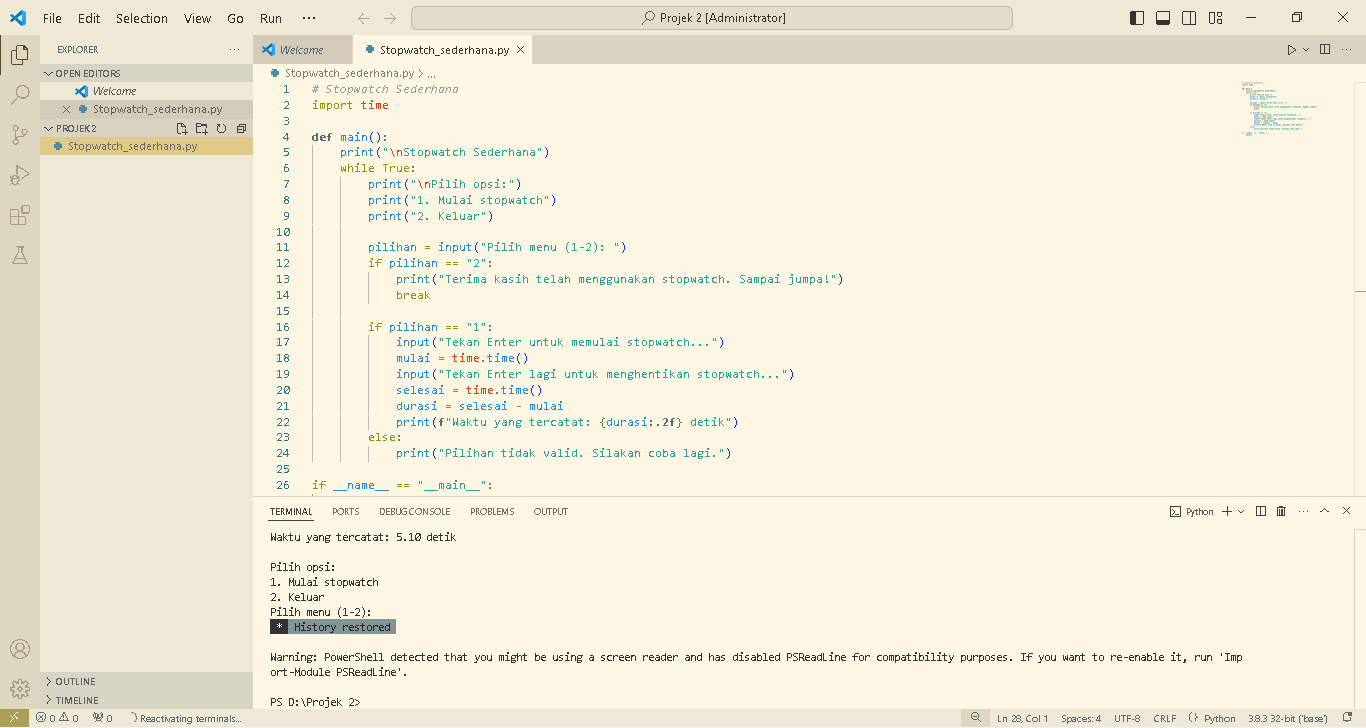 File Edit Selection View Go Run ···
Projek 2 [Administrator]
EXPLORER
OPEN EDITORS
Welcome
Stopwatch_sederhana.py
PROJEK 2
Stopwatch_sederhana.py
OUTLINE
TIMELINE
Welcome
Stopwatch_sederhana.py
Stopwatch_sederhana.py > ...
1 # Stopwatch Sederhana
2 import time
3
4 def main():
5     print("\nStopwatch Sederhana")
6     while True:
7         print("\nPilih opsi:")
8         print("1. Mulai stopwatch")
9         print("2. Keluar")
10
11         pilihan = input("Pilih menu (1-2): ")
12         if pilihan == "2":
13             print("Terima kasih telah menggunakan stopwatch. Sampai jumpa!")
14             break
15
16         if pilihan == "1":
17             input("Tekan Enter untuk memulai stopwatch...")
18             mulai = time.time()
19             input("Tekan Enter lagi untuk menghentikan stopwatch...")
20             selesai = time.time()
21             durasi = selesai - mulai
22             print(f"Waktu yang tercatat: {durasi:.2f} detik")
23         else:
24             print("Pilihan tidak valid. Silakan coba lagi.")
25
26 if __name__ == "__main__":
TERMINAL PORTS DEBUG CONSOLE PROBLEMS OUTPUT
Python
Waktu yang tercatat: 5.10 detik
Pilih opsi:
1. Mulai stopwatch
2. Keluar
Pilih menu (1-2):
* History restored
Warning: PowerShell detected that you might be using a screen reader and has disabled PSReadLine for compatibility purposes. If you want to re-enable it, run 'Imp
ort-Module PSReadLine'.
PS D:\Projek 2>
0 0 0 Reactivating terminals... Ln 28, Col 1 Spaces: 4 UTF-8 CRLF Python 3.8.3 32-bit ('base')